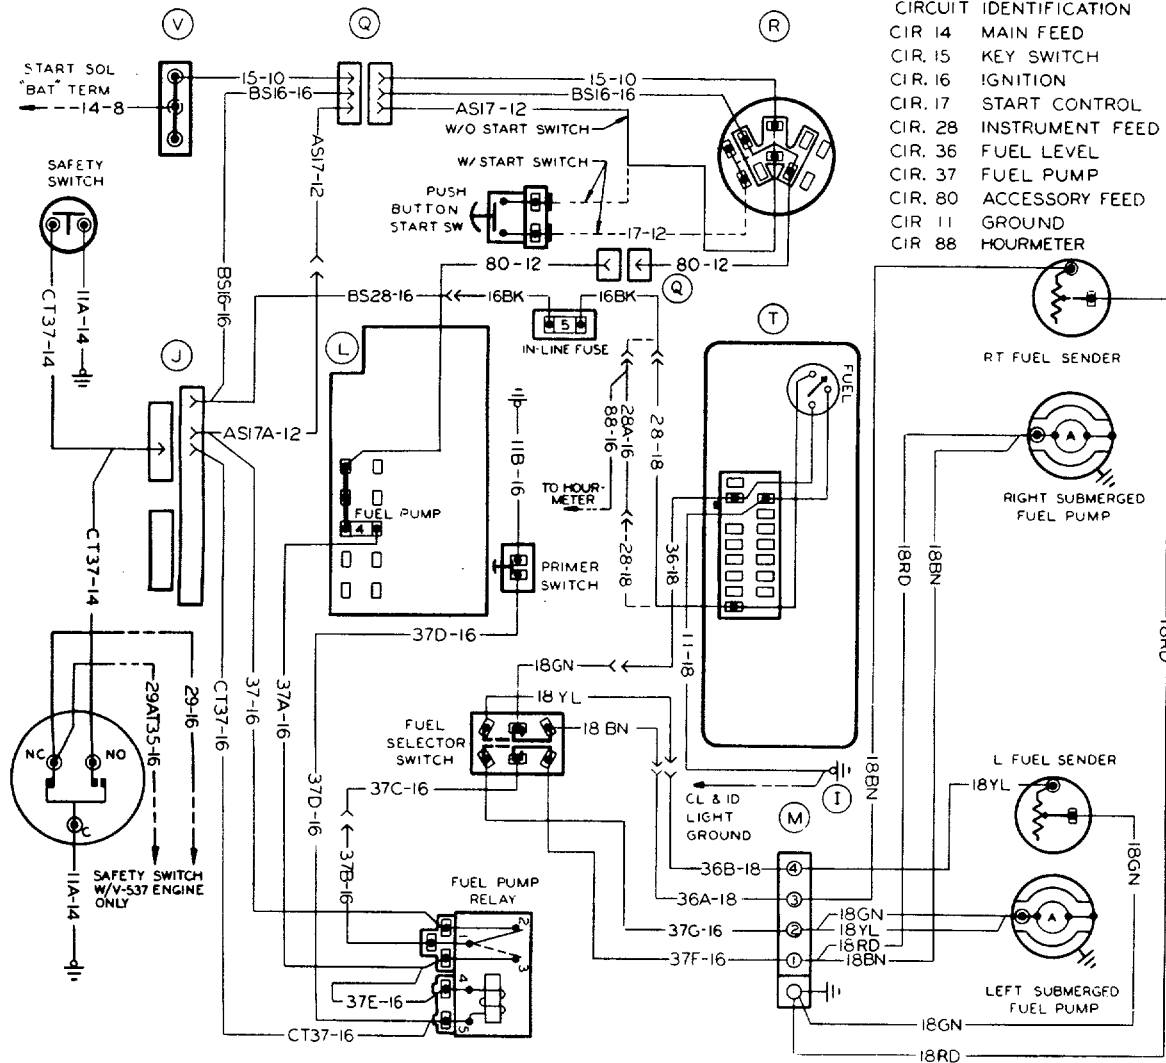 V
Q
R
CIRCUIT IDENTIFICATION
CIR 14 MAIN FEED
CIR. 15 KEY SWITCH
CIR. 16 IGNITION
CIR. 17 START CONTROL
CIR. 28 INSTRUMENT FEED
CIR. 36 FUEL LEVEL
CIR. 37 FUEL PUMP
CIR. 80 ACCESSORY FEED
CIR 11 GROUND
CIR 88 HOURMETER
START SOL
"BAT" TERM
14-8
15-10
BS16-16
15-10
BS16-16
AS17-12
W/O START SWITCH
W/ START SWITCH
AS17-12
SAFETY
SWITCH
PUSH
BUTTON
START SW
17-12
80-12
80-12
Q
CT37-14
11A-14
BS16-16
BS28-16
16BK
16BK
5
IN-LINE FUSE
J
L
T
FUEL
RT FUEL SENDER
AS17A-12
11B-16
88-16
28A-16
28-18
TO HOUR-
METER
A
RIGHT SUBMERGED
FUEL PUMP
FUEL PUMP
4
PRIMER
SWITCH
28-18
36-18
11-18
18RD
18BN
18RD
CT37-14
37D-16
18GN
18 YL
18 BN
FUEL
SELECTOR
SWITCH
29AT35-16
29-16
CT37-16
37-16
37A-16
37D-16
37C-16
37B-16
NC
NO
C
11A-14
SAFETY SWITCH
W/V-537 ENGINE
ONLY
CL & ID
LIGHT
GROUND
I
M
18BN
L FUEL SENDER
18YL
18GN
FUEL PUMP
RELAY
2
1
3
4
5
37E-16
CT37-16
36B-18
4
36A-18
3
37G-16
2
18GN
18YL
37F-16
1
18RD
18BN
A
LEFT SUBMERGED
FUEL PUMP
18GN
18RD